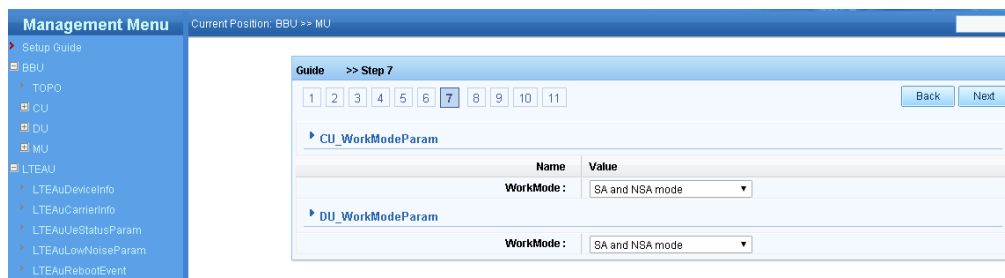 Management Menu
Current Position: BBU >> MU
Setup Guide
BBU
TOPO
CU
DU
MU
LTEAU
LTEAuDeviceInfo
LTEAuCarrierInfo
LTEAuUeStatusParam
LTEAuLowNoiseParam
LTEAuRebootEvent
Guide >> Step 7
1 2 3 4 5 6 7 8 9 10 11
Back Next
CU_WorkModeParam
Name Value
WorkMode : SA and NSA mode
DU_WorkModeParam
WorkMode : SA and NSA mode